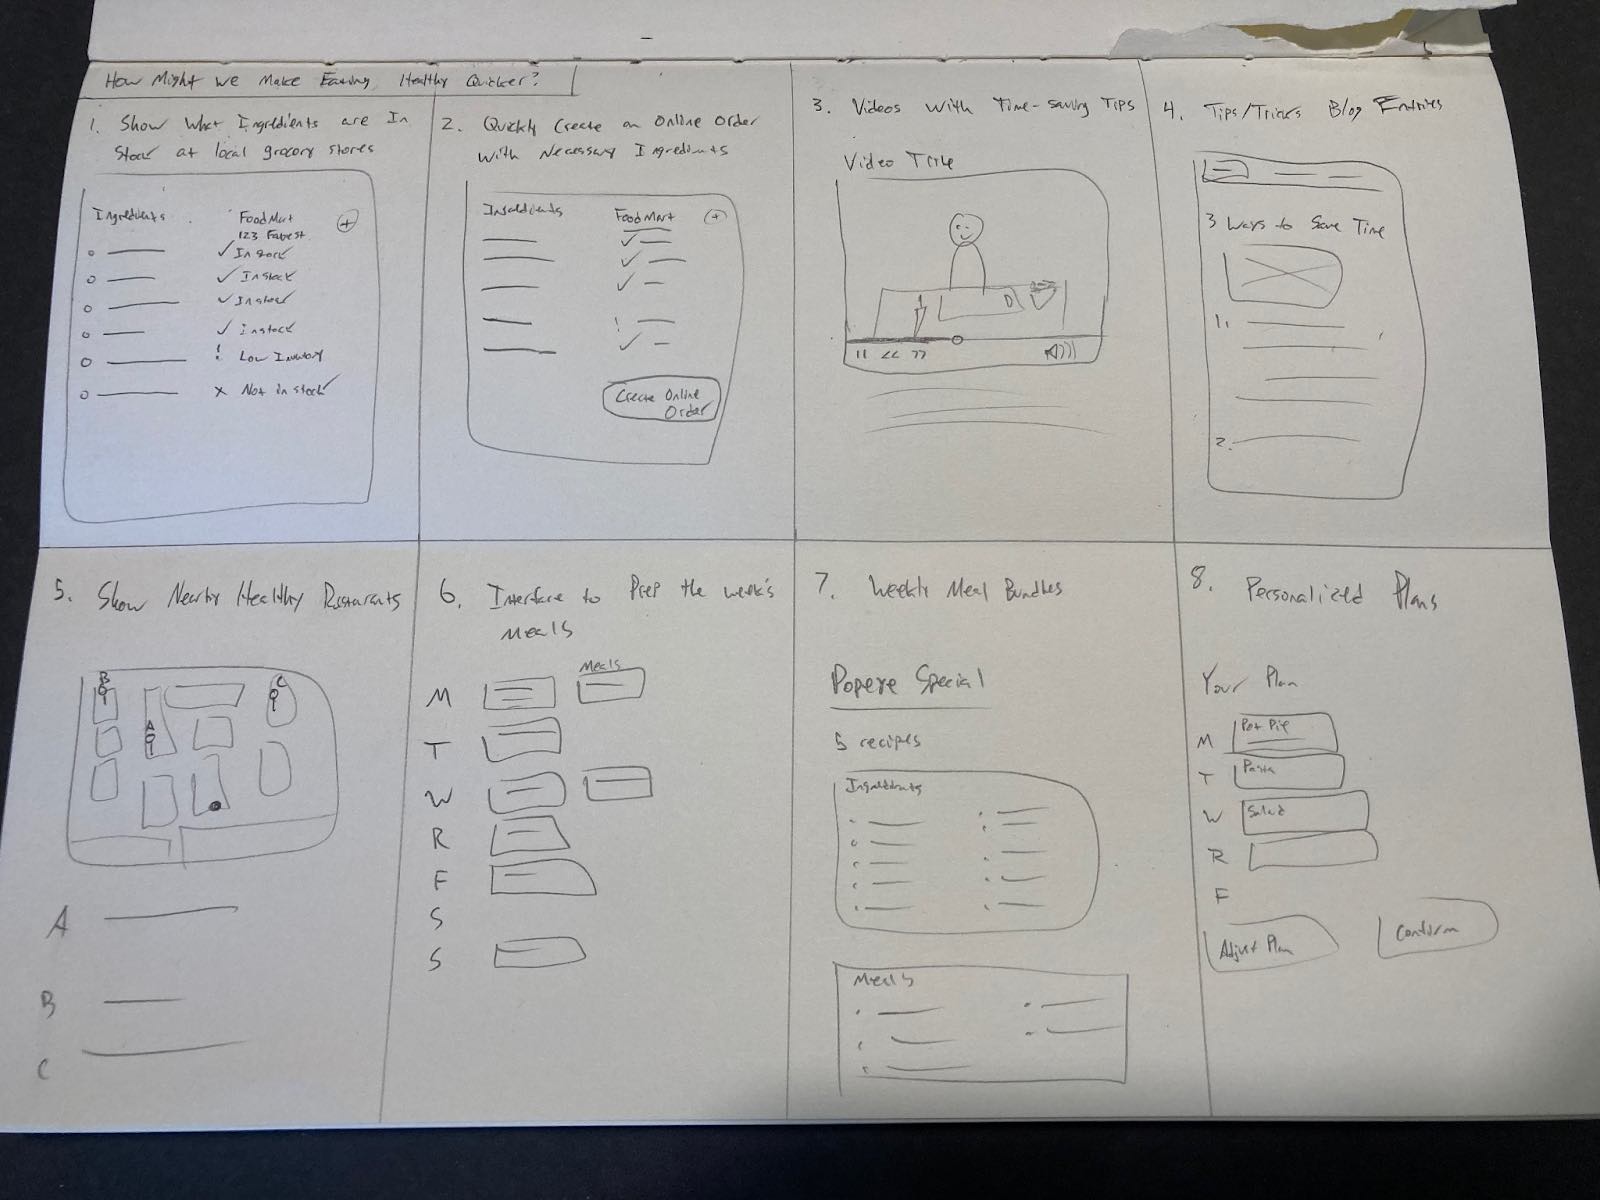 How Might We Make Eating Healthy Quicker?
1. Show What Ingredients are In
Stock at local grocery stores
Ingredients
FoodMart
123 Fake st.
✓ In stock
✓ In stock
✓ In stock
✓ in stock
! Low Inventory
x Not in stock
2. Quickly Create an Online Order
With Necessary Ingredients
Ingredients
FoodMart
Create Online
Order
3. Videos With Time-saving Tips
Video Title
4. Tips/Tricks Blog Entries
3 Ways to Save Time
1.
2.
5. Show Nearby Healthy Restaurants
B
C
A
A
B
C
6. Interface to Prep the week's
Meals
Meals
M
T
W
R
F
S
S
7. Weekly Meal Bundles
Popeye Special
5 recipes
Ingredients
Meals
8. Personalized Plans
Your Plan
M Pot Pie
T Pasta
W Salad
R
F
Adjust Plan
Confirm